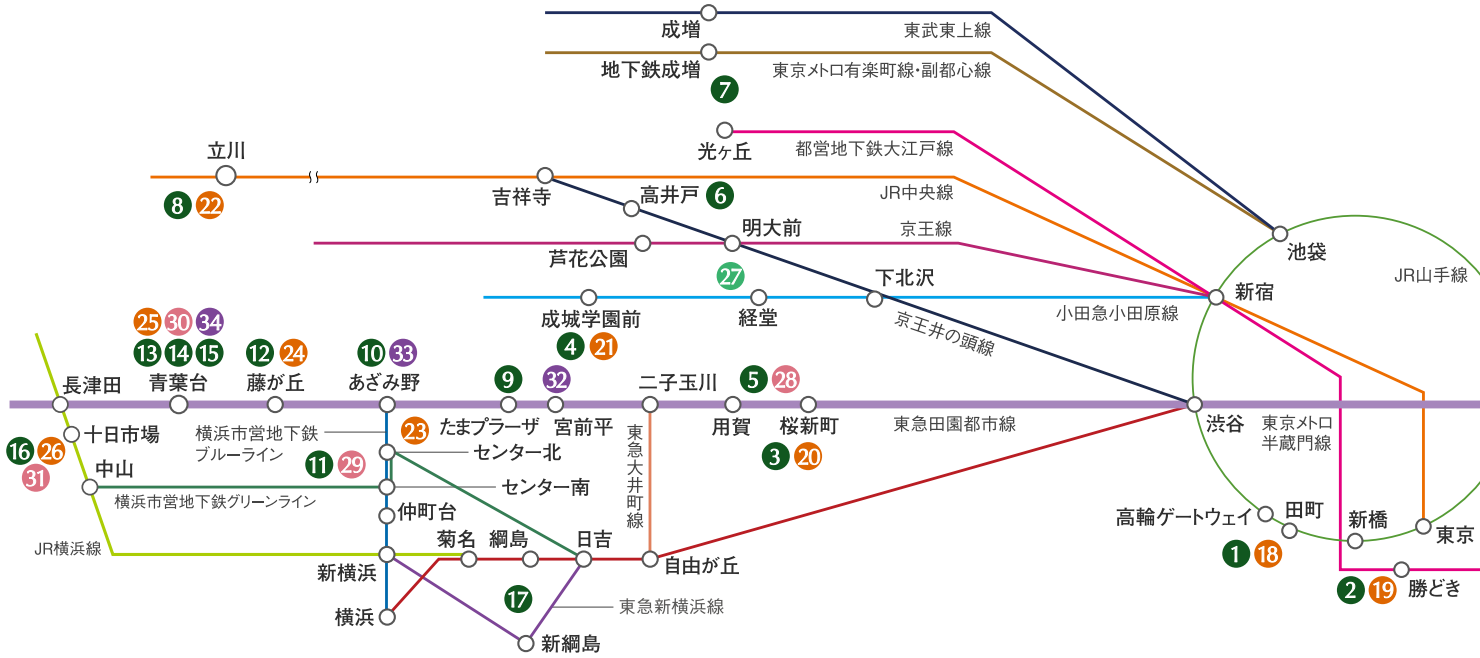 成増
東武東上線
地下鉄成増
東京メトロ有楽町線・副都心線
7
光ヶ丘
都営地下鉄大江戸線
立川
8 22
吉祥寺
高井戸
6
JR中央線
明大前
京王線
芦花公園
27
下北沢
池袋
JR山手線
新宿
成城学園前
経堂
京王井の頭線
小田急小田原線
4 21
25 30 34
13 14 15
12 24
10 33
長津田
青葉台
藤が丘
あざみ野
9
32
二子玉川
5 28
たまプラーザ
宮前平
用賀
桜新町
東急田園都市線
渋谷
東京メトロ
半蔵門線
3 20
十日市場
16 26
31
中山
横浜市営地下鉄
ブルーライン
23
センター北
11 29
センター南
横浜市営地下鉄グリーンライン
東急大井町線
仲町台
JR横浜線
新横浜
菊名
綱島
日吉
自由が丘
高輪ゲートウェイ
田町
新橋
東京
1 18
2 19
勝どき
17
横浜
東急新横浜線
新綱島